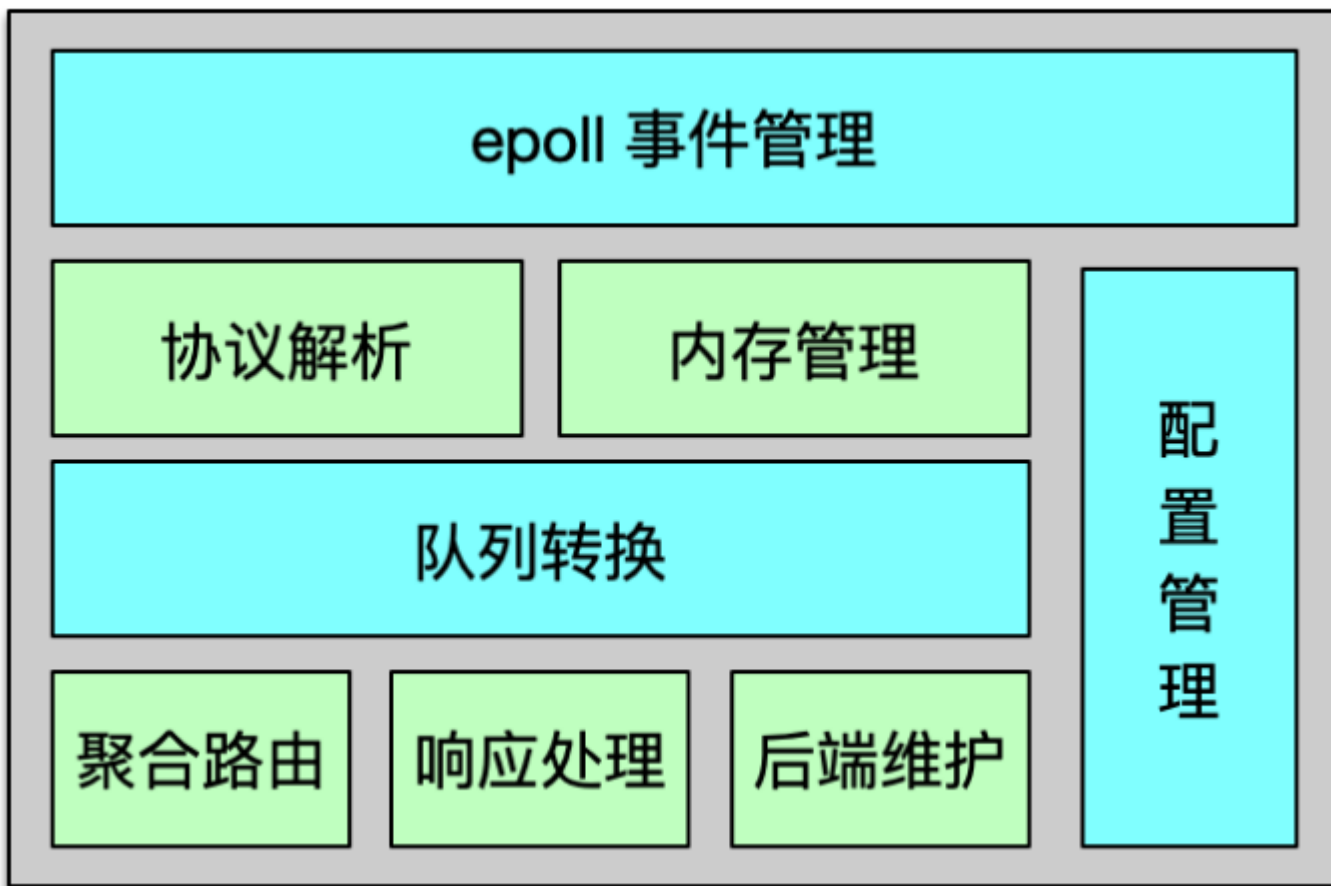 epoll 事件管理
协议解析
内存管理
队列转换
聚合路由
响应处理
后端维护
配置管理